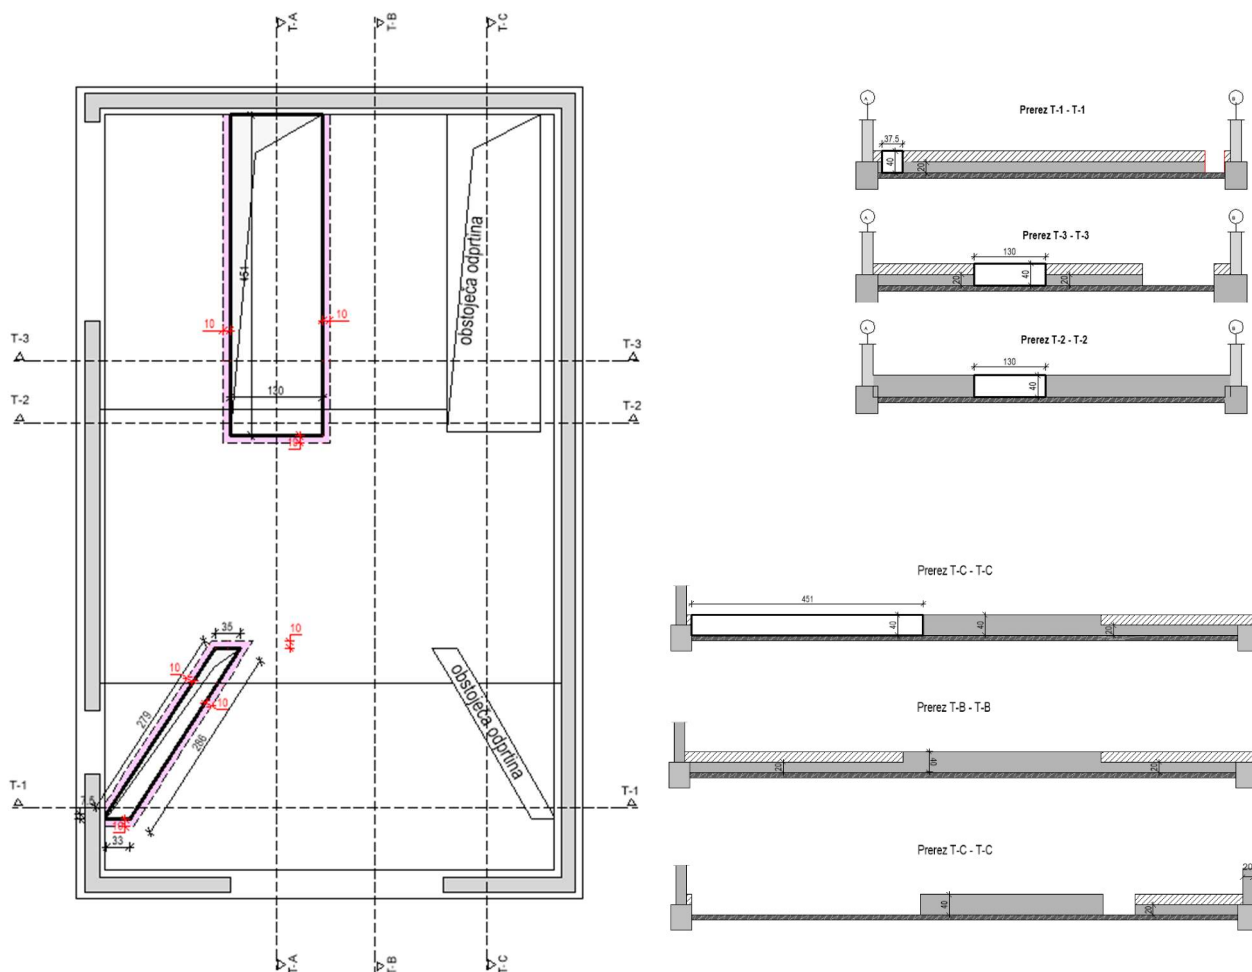 T-A
T-B
T-C
451
obstoječa odprtina
10
10
T-3
T-3
130
T-2
T-2
10
35
10
10
279
10
286
obstoječa odprtina
T-1
T-1
10
33
T-A
T-B
T-C
A
B
Prerez T-1 - T-1
37.5
40
20
A
B
Prerez T-3 - T-3
130
40
20
20
A
B
Prerez T-2 - T-2
130
40
Prerez T-C - T-C
451
40
40
20
Prerez T-B - T-B
20
40
20
Prerez T-C - T-C
20
40
20